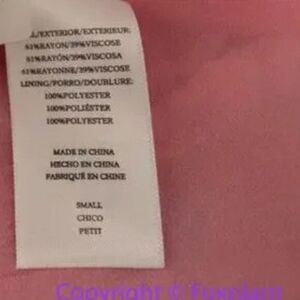 /EXTERIOR/EXTERIEUR:
61%RAYON/39%VISCOSE
61%RAYÓN/39%VISCOSA
61%RAYONNE/39%VISCOSE
LINING/FORRO/DOUBLURE:
100%POLYESTER
100%POLIÉSTER
100%POLYESTER
MADE IN CHINA
HECHO EN CHINA
FABRIQUÉ EN CHINE
SMALL
CHICO
PETIT
Copyright ©